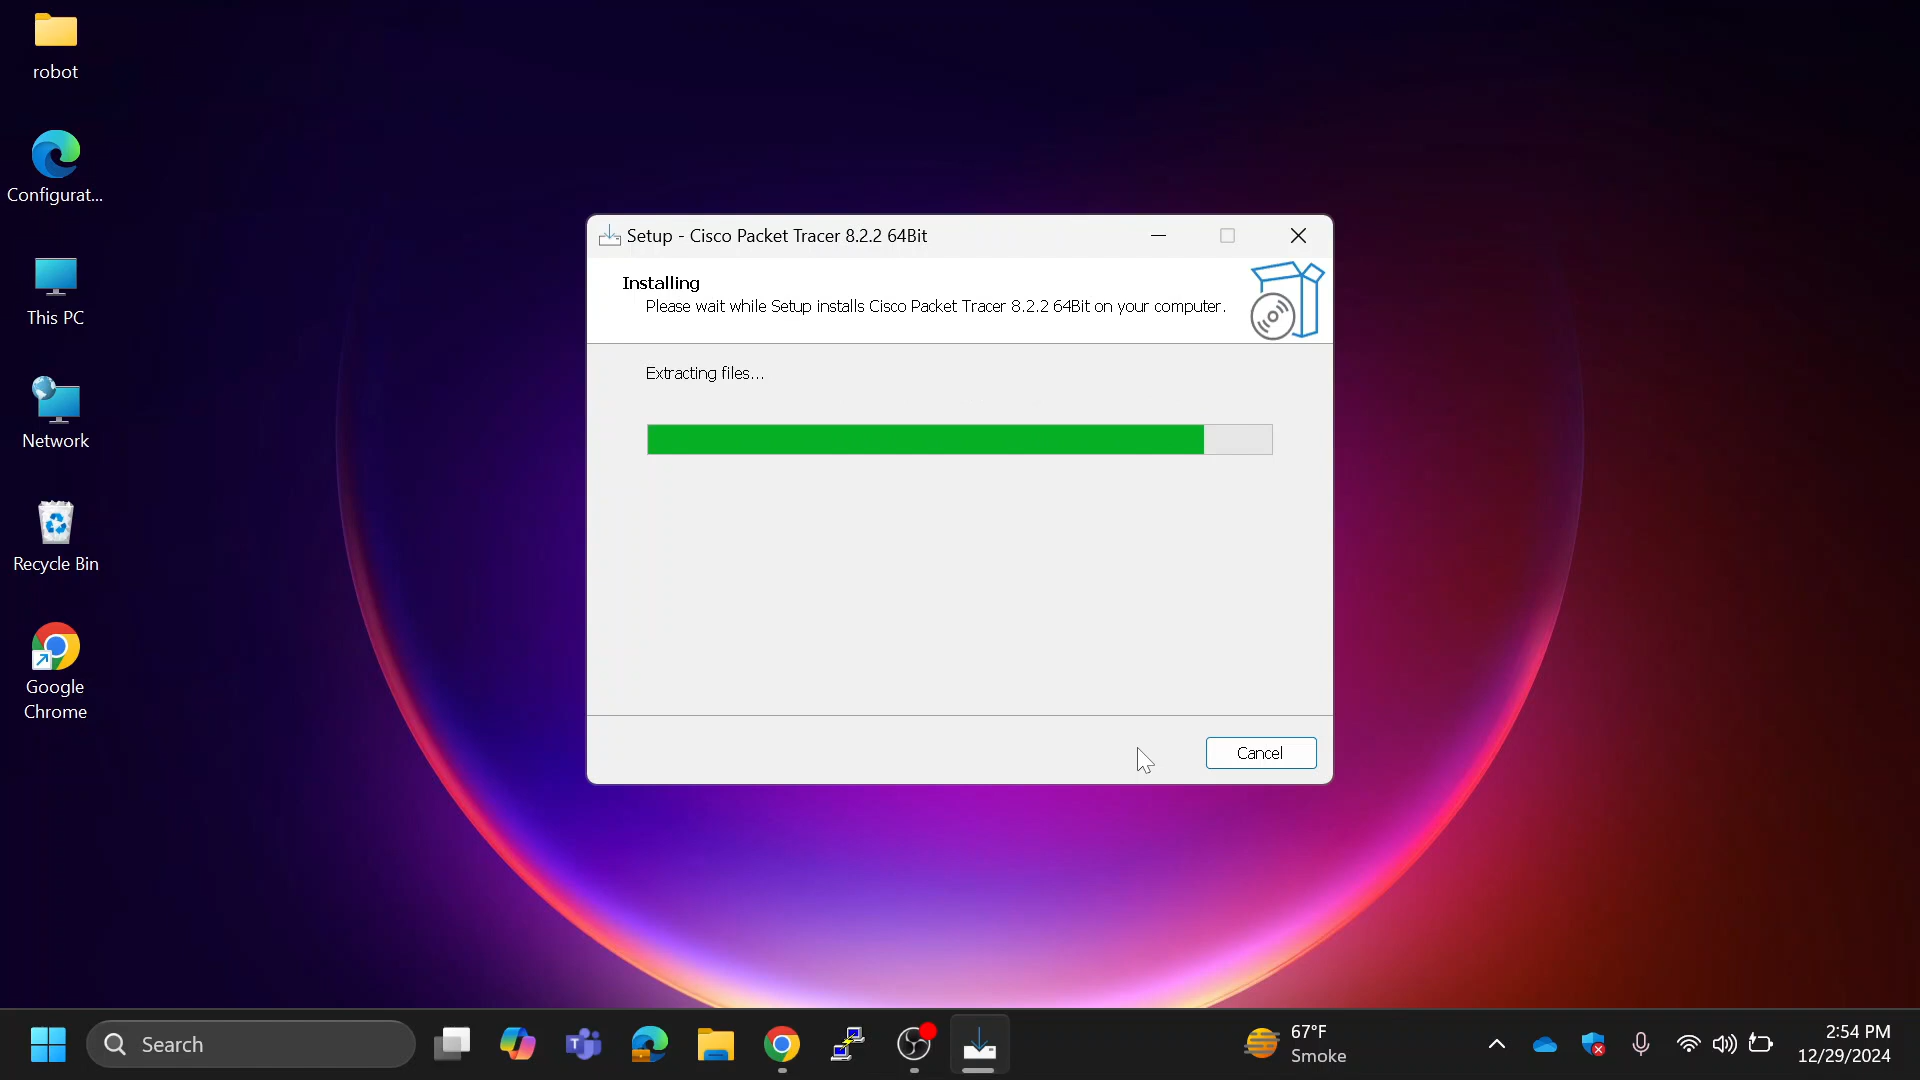 robot
Configurat...
This PC
Network
Recycle Bin
Google
Chrome
Setup - Cisco Packet Tracer 8.2.2 64Bit
Installing
Please wait while Setup installs Cisco Packet Tracer 8.2.2 64Bit on your computer.
Extracting files...
Cancel
Search
67°F
Smoke
2:54 PM
12/29/2024